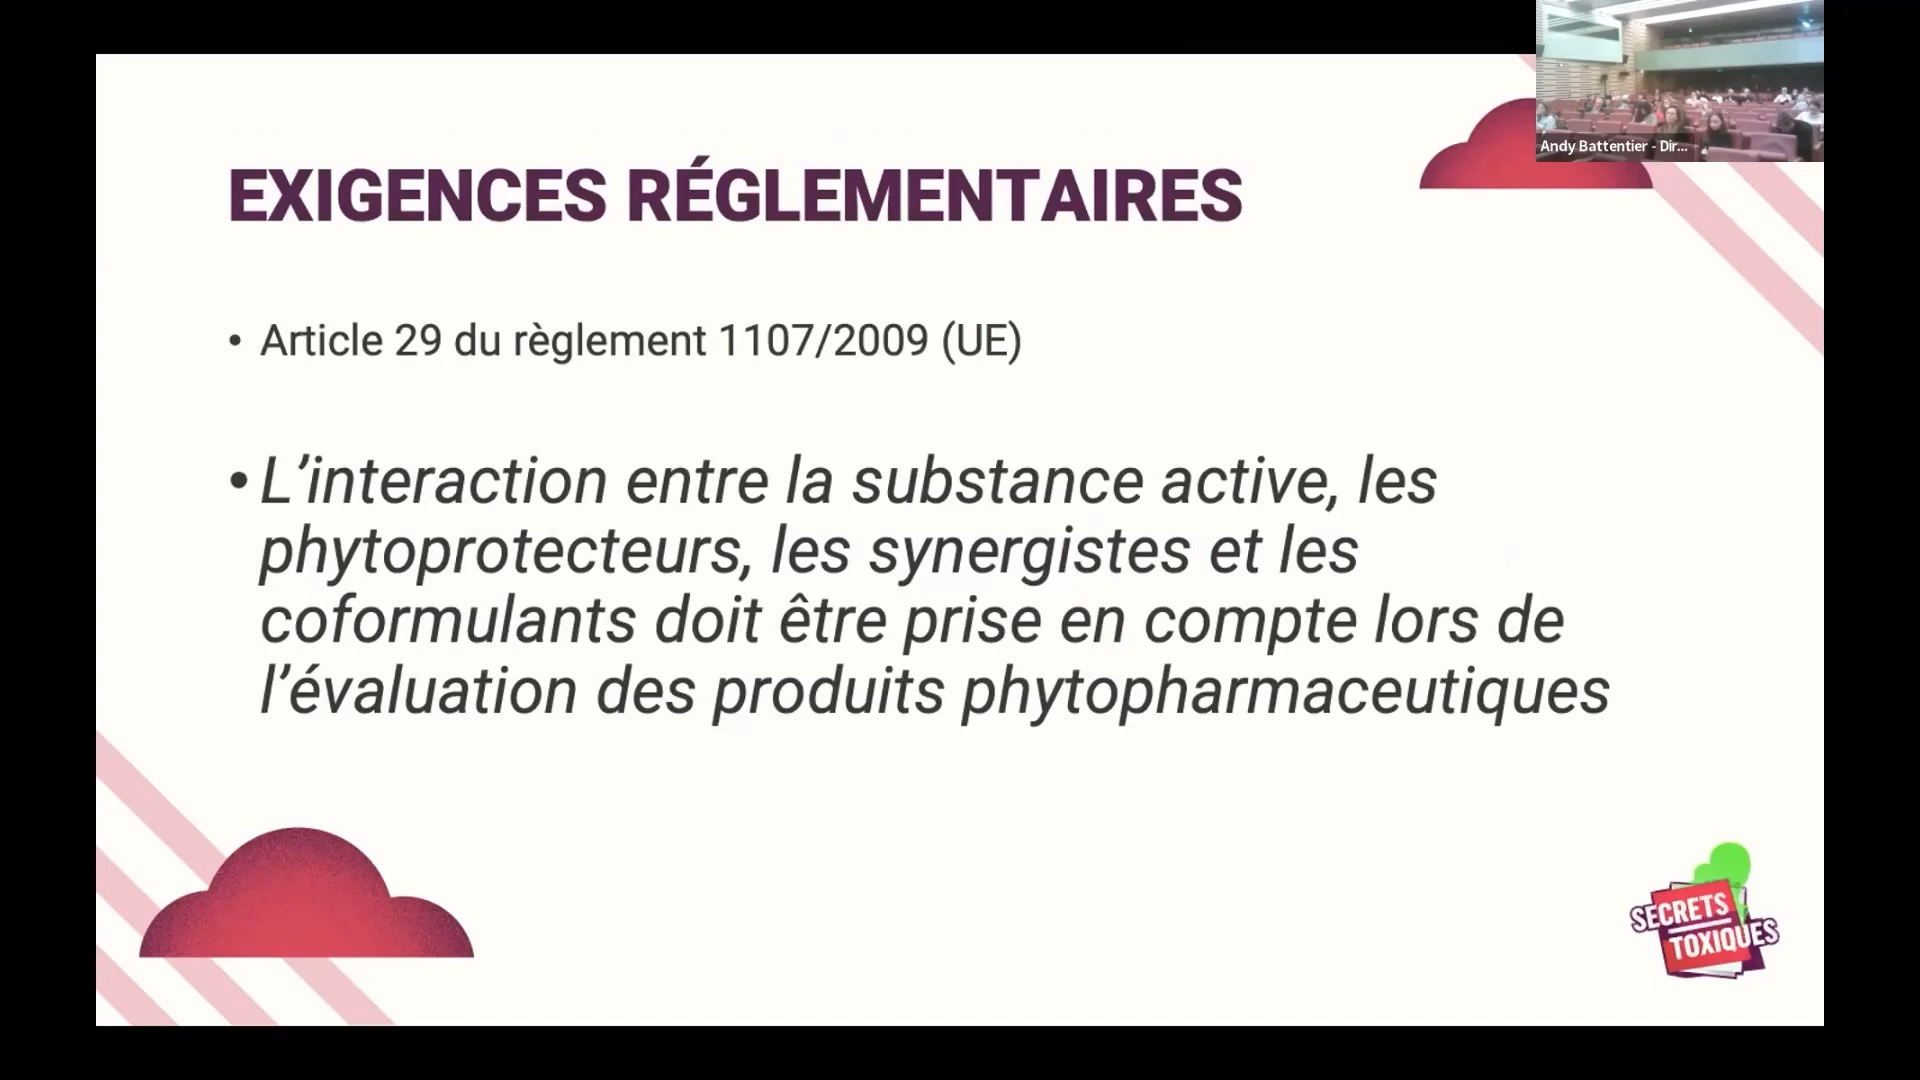 Andy Battentier - Dir...
EXIGENCES RÉGLEMENTAIRES
• Article 29 du règlement 1107/2009 (UE)
• L’interaction entre la substance active, les
phytoprotecteurs, les synergistes et les
coformulants doit être prise en compte lors de
l’évaluation des produits phytopharmaceutiques
SECRETS
TOXIQUES